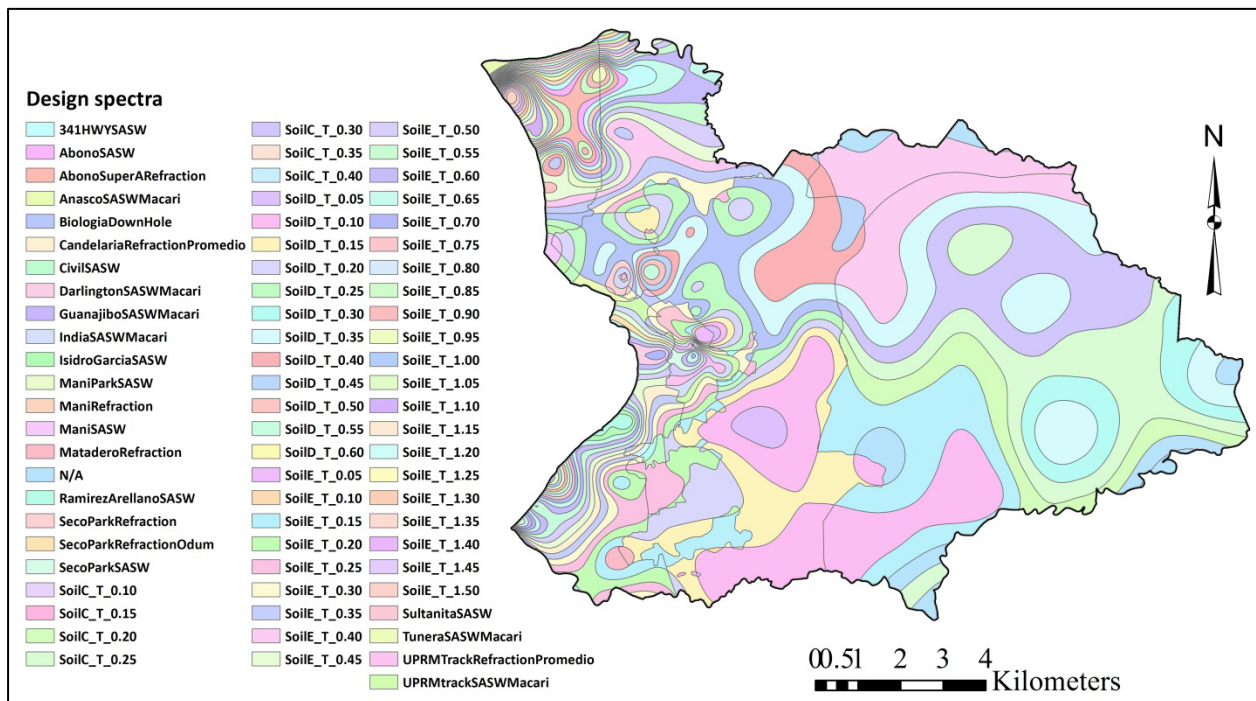 Design spectra
341HWYSASW
AbonoSASW
AbonoSuperARefraction
AnascoSASWMacari
BiologiaDownHole
CandelariaRefractionPromedio
CivilSASW
DarlingtonSASWMacari
GuanajiboSASWMacari
IndiaSASWMacari
IsidroGarciaSASW
ManiParkSASW
ManiRefraction
ManiSASW
MataderoRefraction
N/A
RamirezArellanoSASW
SecoParkRefraction
SecoParkRefractionOdum
SecoParkSASW
SoilC_T_0.10
SoilC_T_0.15
SoilC_T_0.20
SoilC_T_0.25
SoilC_T_0.30
SoilC_T_0.35
SoilC_T_0.40
SoilD_T_0.05
SoilD_T_0.10
SoilD_T_0.15
SoilD_T_0.20
SoilD_T_0.25
SoilD_T_0.30
SoilD_T_0.35
SoilD_T_0.40
SoilD_T_0.45
SoilD_T_0.50
SoilD_T_0.55
SoilD_T_0.60
SoilE_T_0.05
SoilE_T_0.10
SoilE_T_0.15
SoilE_T_0.20
SoilE_T_0.25
SoilE_T_0.30
SoilE_T_0.35
SoilE_T_0.40
SoilE_T_0.45
SoilE_T_0.50
SoilE_T_0.55
SoilE_T_0.60
SoilE_T_0.65
SoilE_T_0.70
SoilE_T_0.75
SoilE_T_0.80
SoilE_T_0.85
SoilE_T_0.90
SoilE_T_0.95
SoilE_T_1.00
SoilE_T_1.05
SoilE_T_1.10
SoilE_T_1.15
SoilE_T_1.20
SoilE_T_1.25
SoilE_T_1.30
SoilE_T_1.35
SoilE_T_1.40
SoilE_T_1.45
SoilE_T_1.50
SultanitaSASW
TuneraSASWMacari
UPRMTrackRefractionPromedio
UPRMtrackSASWMacari
N
00.51 2 3 4
Kilometers